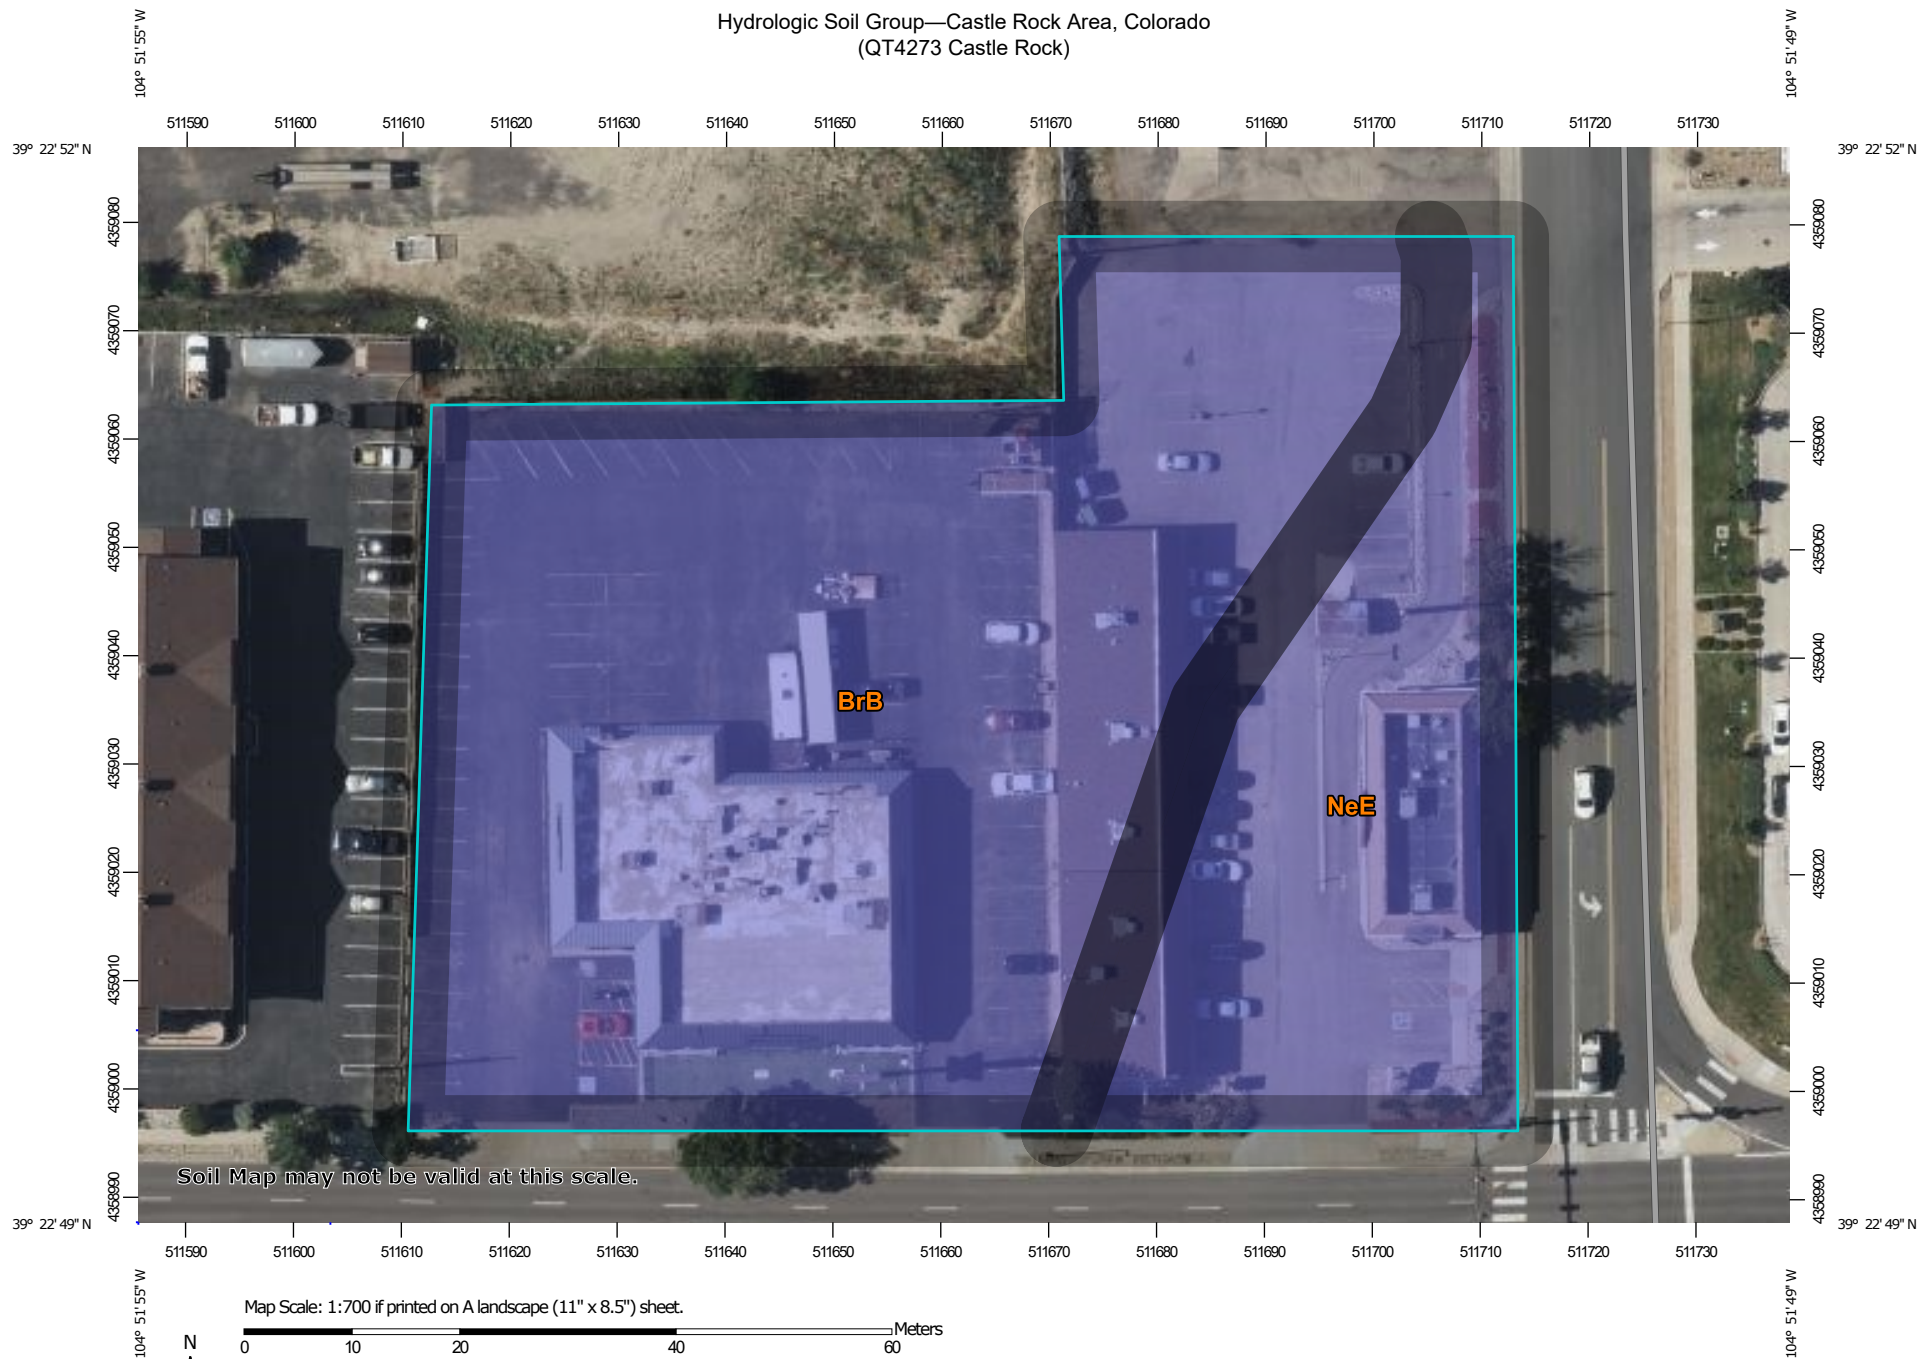 Hydrologic Soil Group—Castle Rock Area, Colorado
(QT4273 Castle Rock)
104° 51' 55" W
104° 51' 49" W
511590 511600 511610 511620 511630 511640 511650 511660 511670 511680 511690 511700 511710 511720 511730
39° 22' 52" N
39° 22' 52" N
4359080
4359080
4359070
4359070
4359060
4359060
4359050
4359050
4359040
4359040
BrB
4359030
4359030
NeE
4359020
4359020
4359010
4359010
4359000
4359000
Soil Map may not be valid at this scale.
4358990
4358990
39° 22' 49" N
39° 22' 49" N
511590 511600 511610 511620 511630 511640 511650 511660 511670 511680 511690 511700 511710 511720 511730
104° 51' 55" W
104° 51' 49" W
Map Scale: 1:700 if printed on A landscape (11" x 8.5") sheet.
Meters
N
0 10 20 40 60